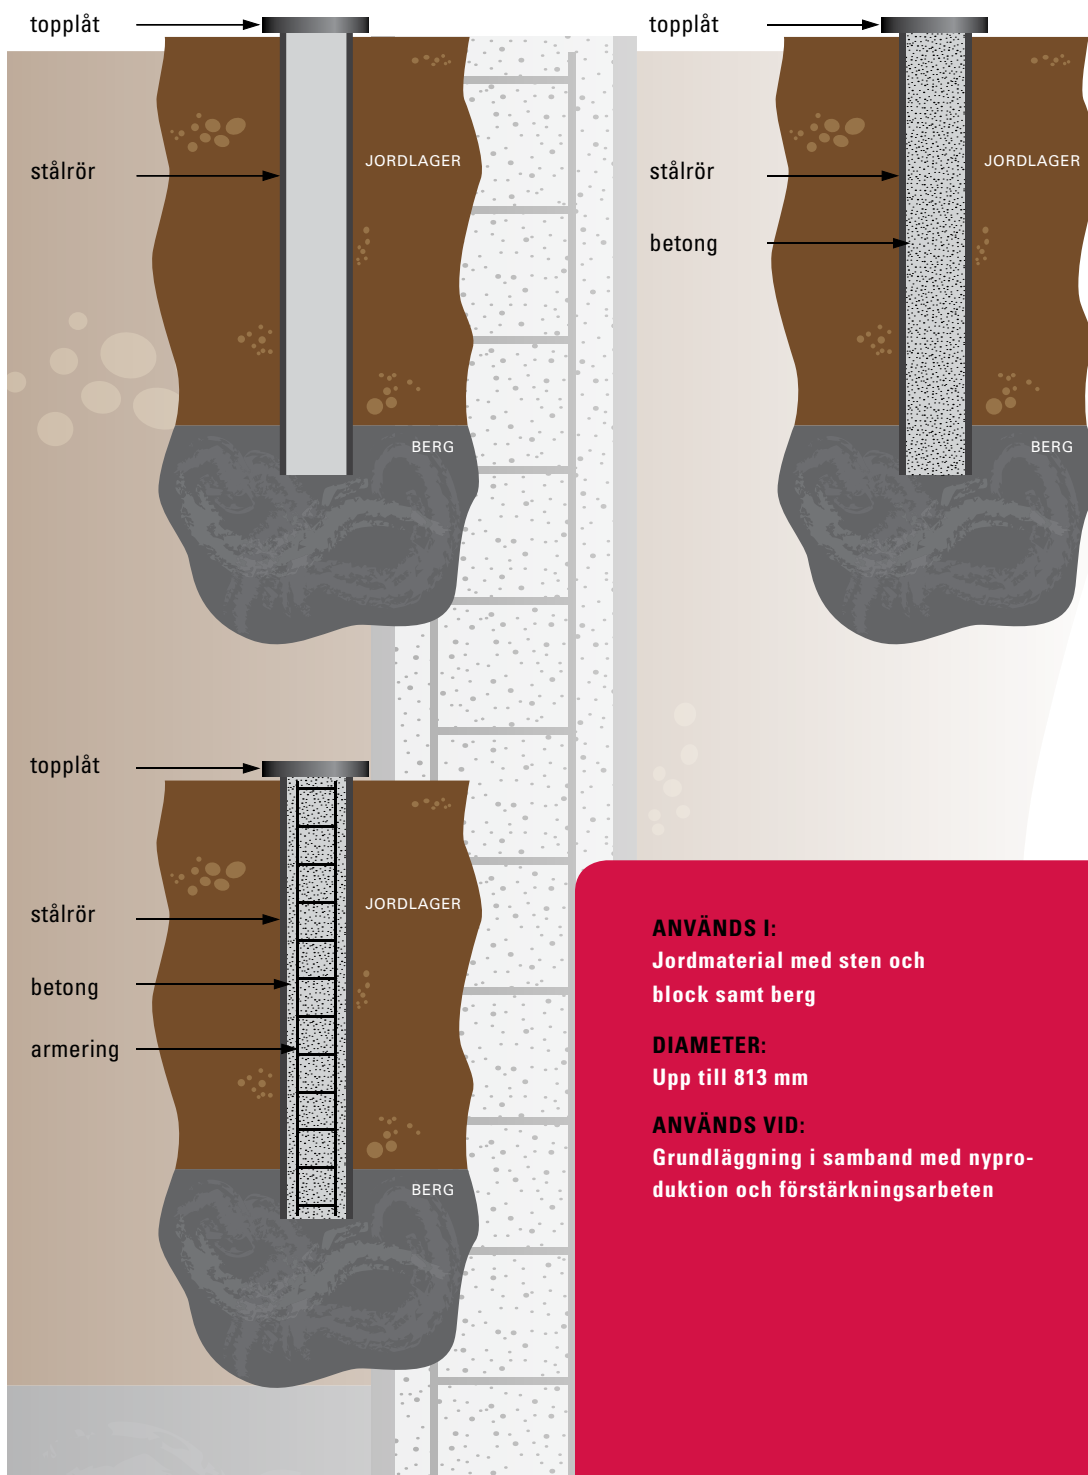 topplåt
stålrör
JORDLAGER
BERG
topplåt
stålrör
betong
JORDLAGER
BERG
topplåt
stålrör
betong
armering
JORDLAGER
BERG
ANVÄNDS I:
Jordmaterial med sten och
block samt berg
DIAMETER:
Upp till 813 mm
ANVÄNDS VID:
Grundläggning i samband med nypro-
duktion och förstärkningsarbeten